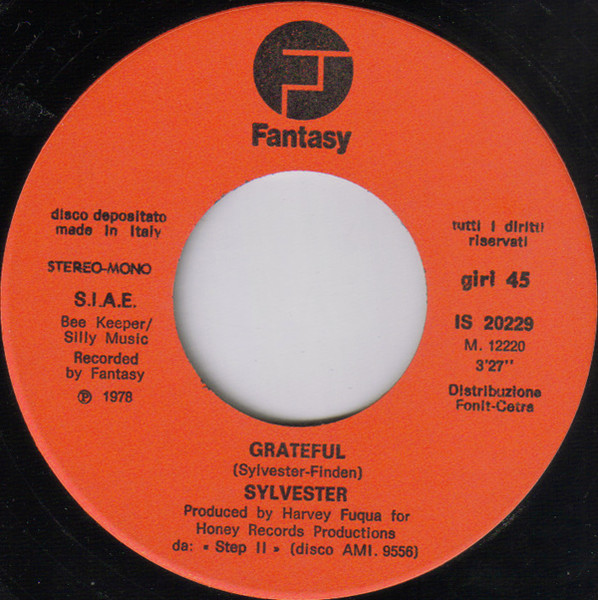 Fantasy
disco depositato
made in Italy
STEREO-MONO
S.I.A.E.
Bee Keeper/
Silly Music
Recorded
by Fantasy
Ⓟ 1978
tutti i diritti
riservati
giri 45
IS 20229
M. 12220
3'27''
Distribuzione
Fonit-Cetra
GRATEFUL
(Sylvester-Finden)
SYLVESTER
Produced by Harvey Fuqua for
Honey Records Productions
da: « Step II » (disco AMI. 9556)